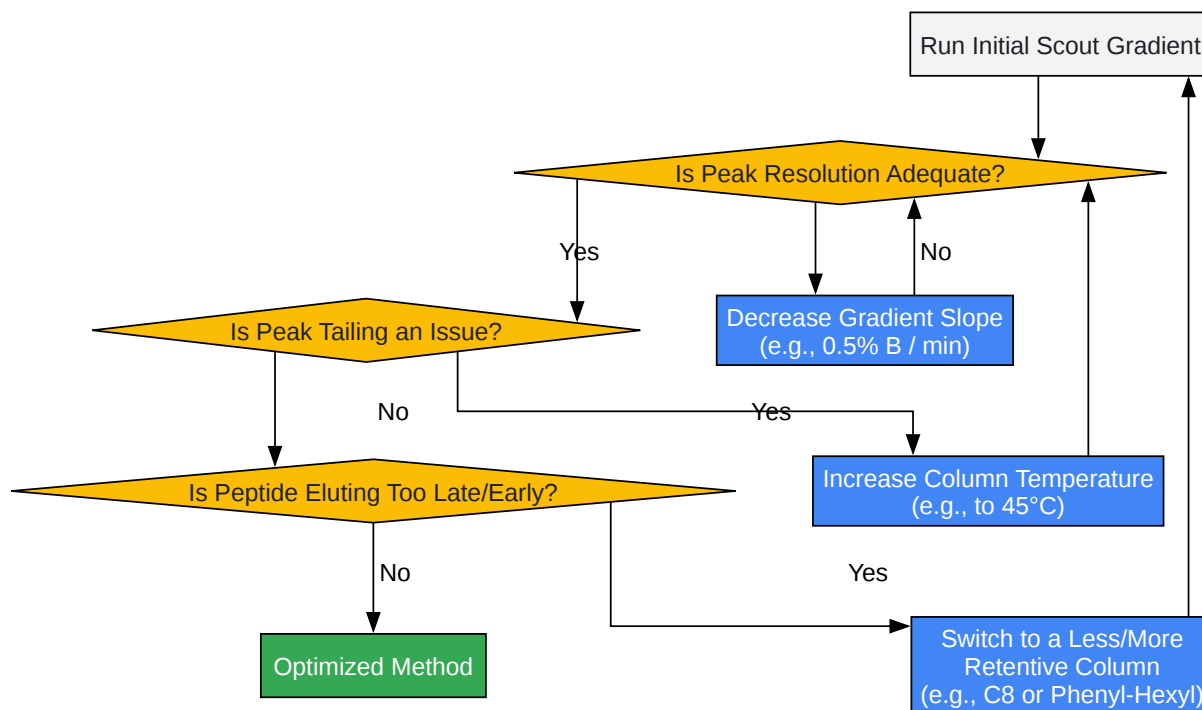 Run Initial Scout Gradient
Is Peak Resolution Adequate?
Yes
No
Decrease Gradient Slope
(e.g., 0.5% B / min)
Is Peak Tailing an Issue?
No
Yes
Increase Column Temperature
(e.g., to 45°C)
Is Peptide Eluting Too Late/Early?
No
Yes
Optimized Method
Switch to a Less/More
Retentive Column
(e.g., C8 or Phenyl-Hexyl)